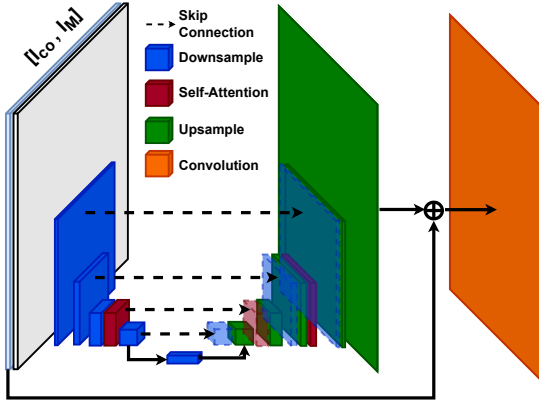 [I_CO, I_M]
Skip
Connection
Downsample
Self-Attention
Upsample
Convolution